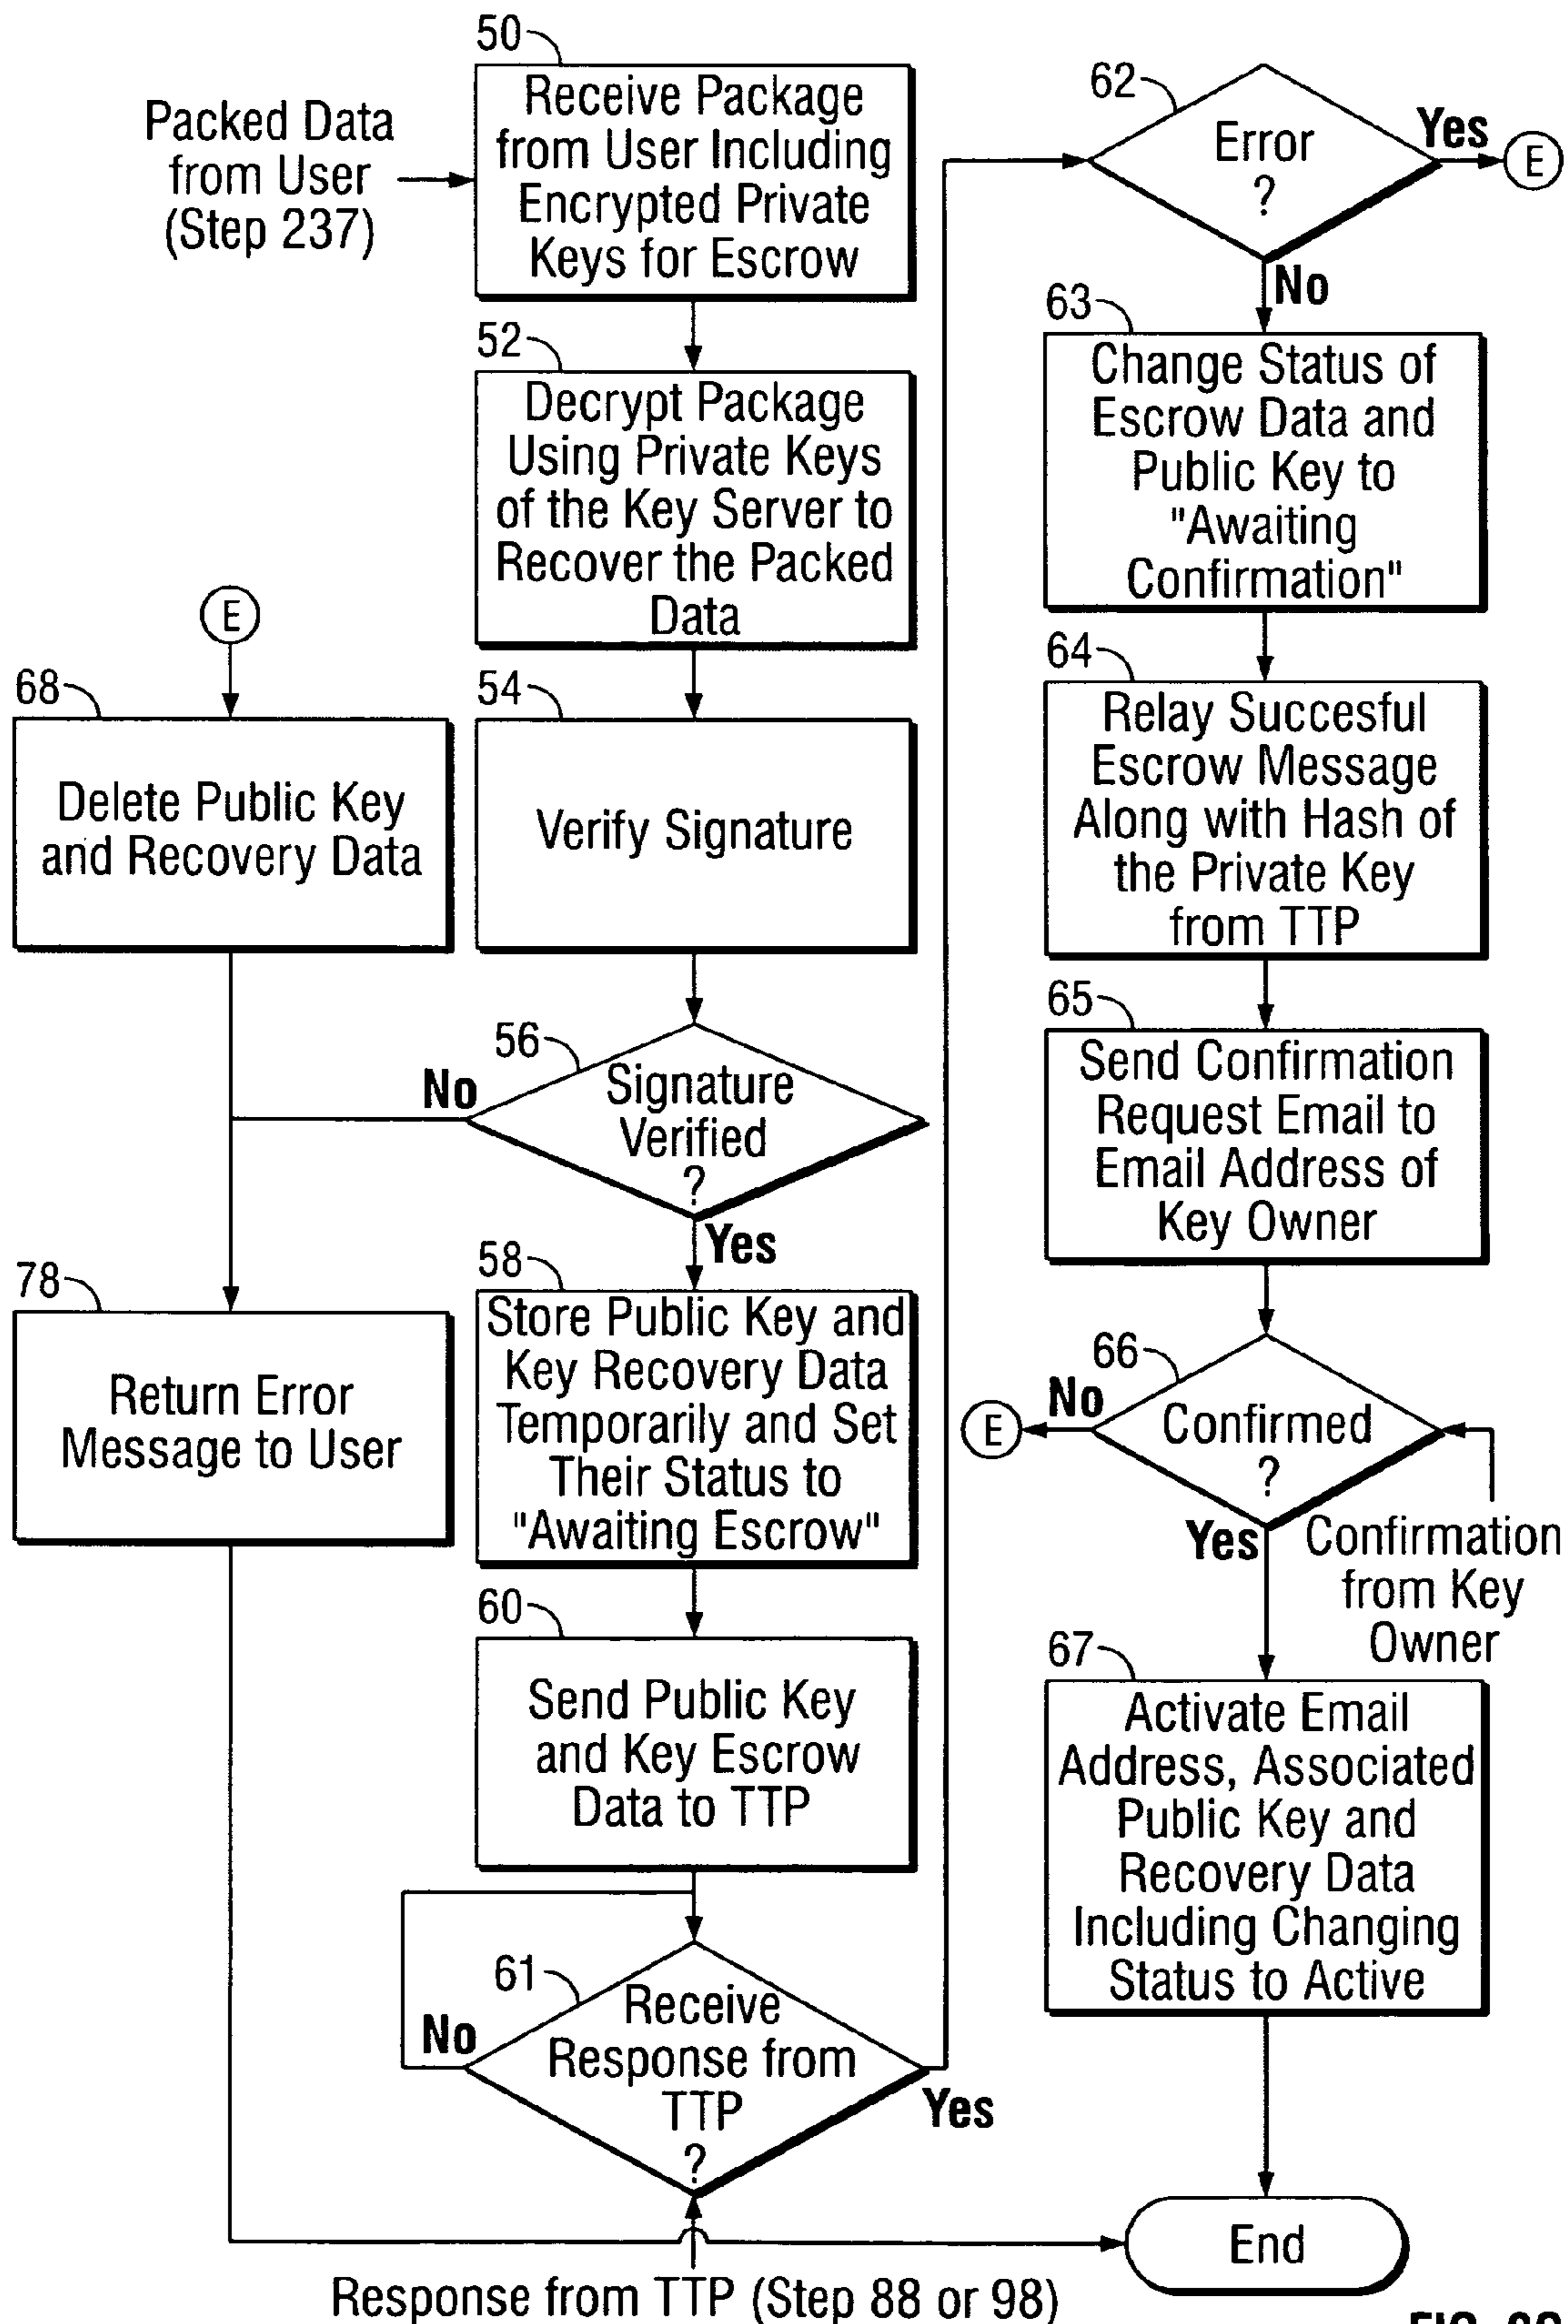 Packed Data
from User
(Step 237)
50
Receive Package
from User Including
Encrypted Private
Keys for Escrow
52
Decrypt Package
Using Private Keys
of the Key Server to
Recover the Packed
Data
E
68
Delete Public Key
and Recovery Data
54
Verify Signature
56
Signature
Verified
?
No
Yes
78
Return Error
Message to User
58
Store Public Key and
Key Recovery Data
Temporarily and Set
Their Status to
"Awaiting Escrow"
60
Send Public Key
and Key Escrow
Data to TTP
61
Receive
Response from
TTP
?
No
Yes
Response from TTP (Step 88 or 98)
62
Error
?
Yes
E
No
63
Change Status of
Escrow Data and
Public Key to
"Awaiting
Confirmation"
64
Relay Succesful
Escrow Message
Along with Hash of
the Private Key
from TTP
65
Send Confirmation
Request Email to
Email Address of
Key Owner
66
Confirmed
?
No
E
Yes
Confirmation
from Key
Owner
67
Activate Email
Address, Associated
Public Key and
Recovery Data
Including Changing
Status to Active
End